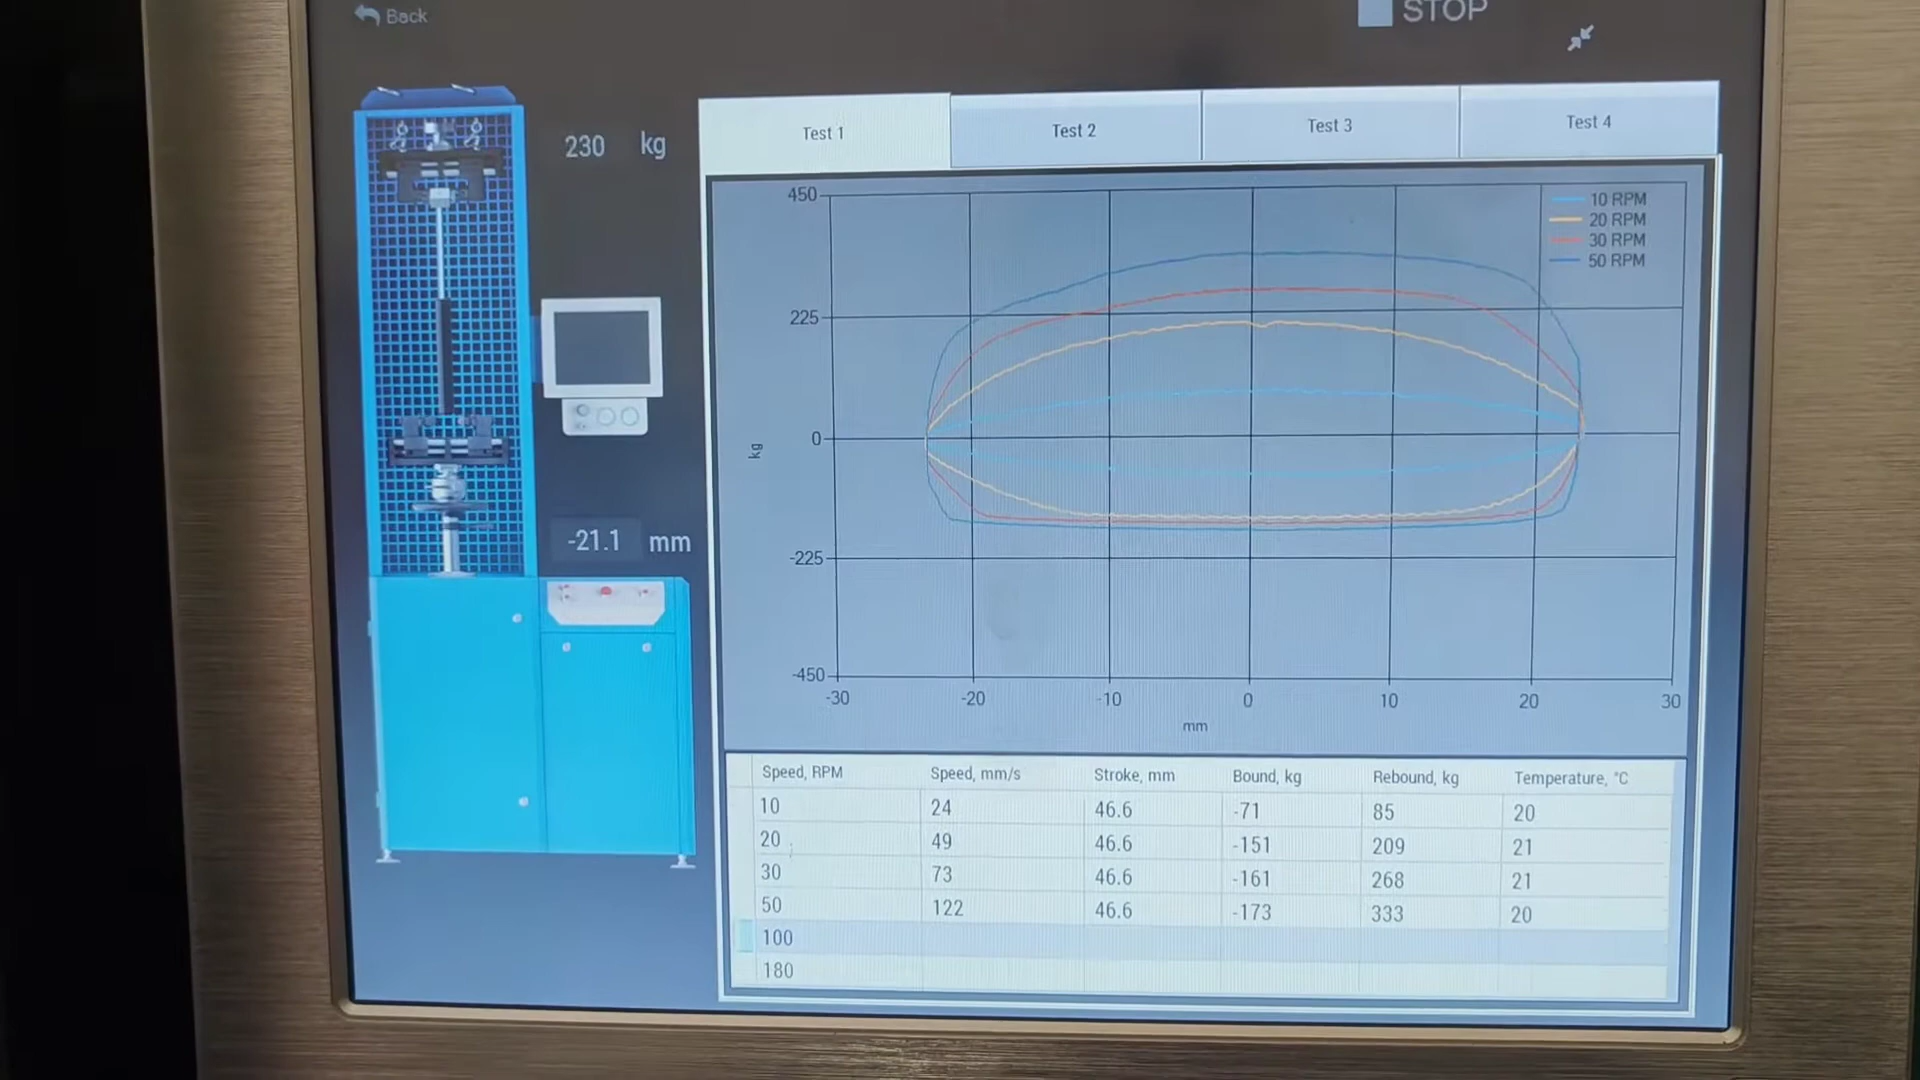 Back
STOP
230 kg
-21.1 mm
Test 1 Test 2 Test 3 Test 4
450
225
0
-225
-450
kg
-30 -20 -10 0 10 20 30
mm
10 RPM
20 RPM
30 RPM
50 RPM
Speed, RPM Speed, mm/s Stroke, mm Bound, kg Rebound, kg Temperature, °C
10 24 46.6 -71 85 20
20 49 46.6 -151 209 21
30 73 46.6 -161 268 21
50 122 46.6 -173 333 20
100
180